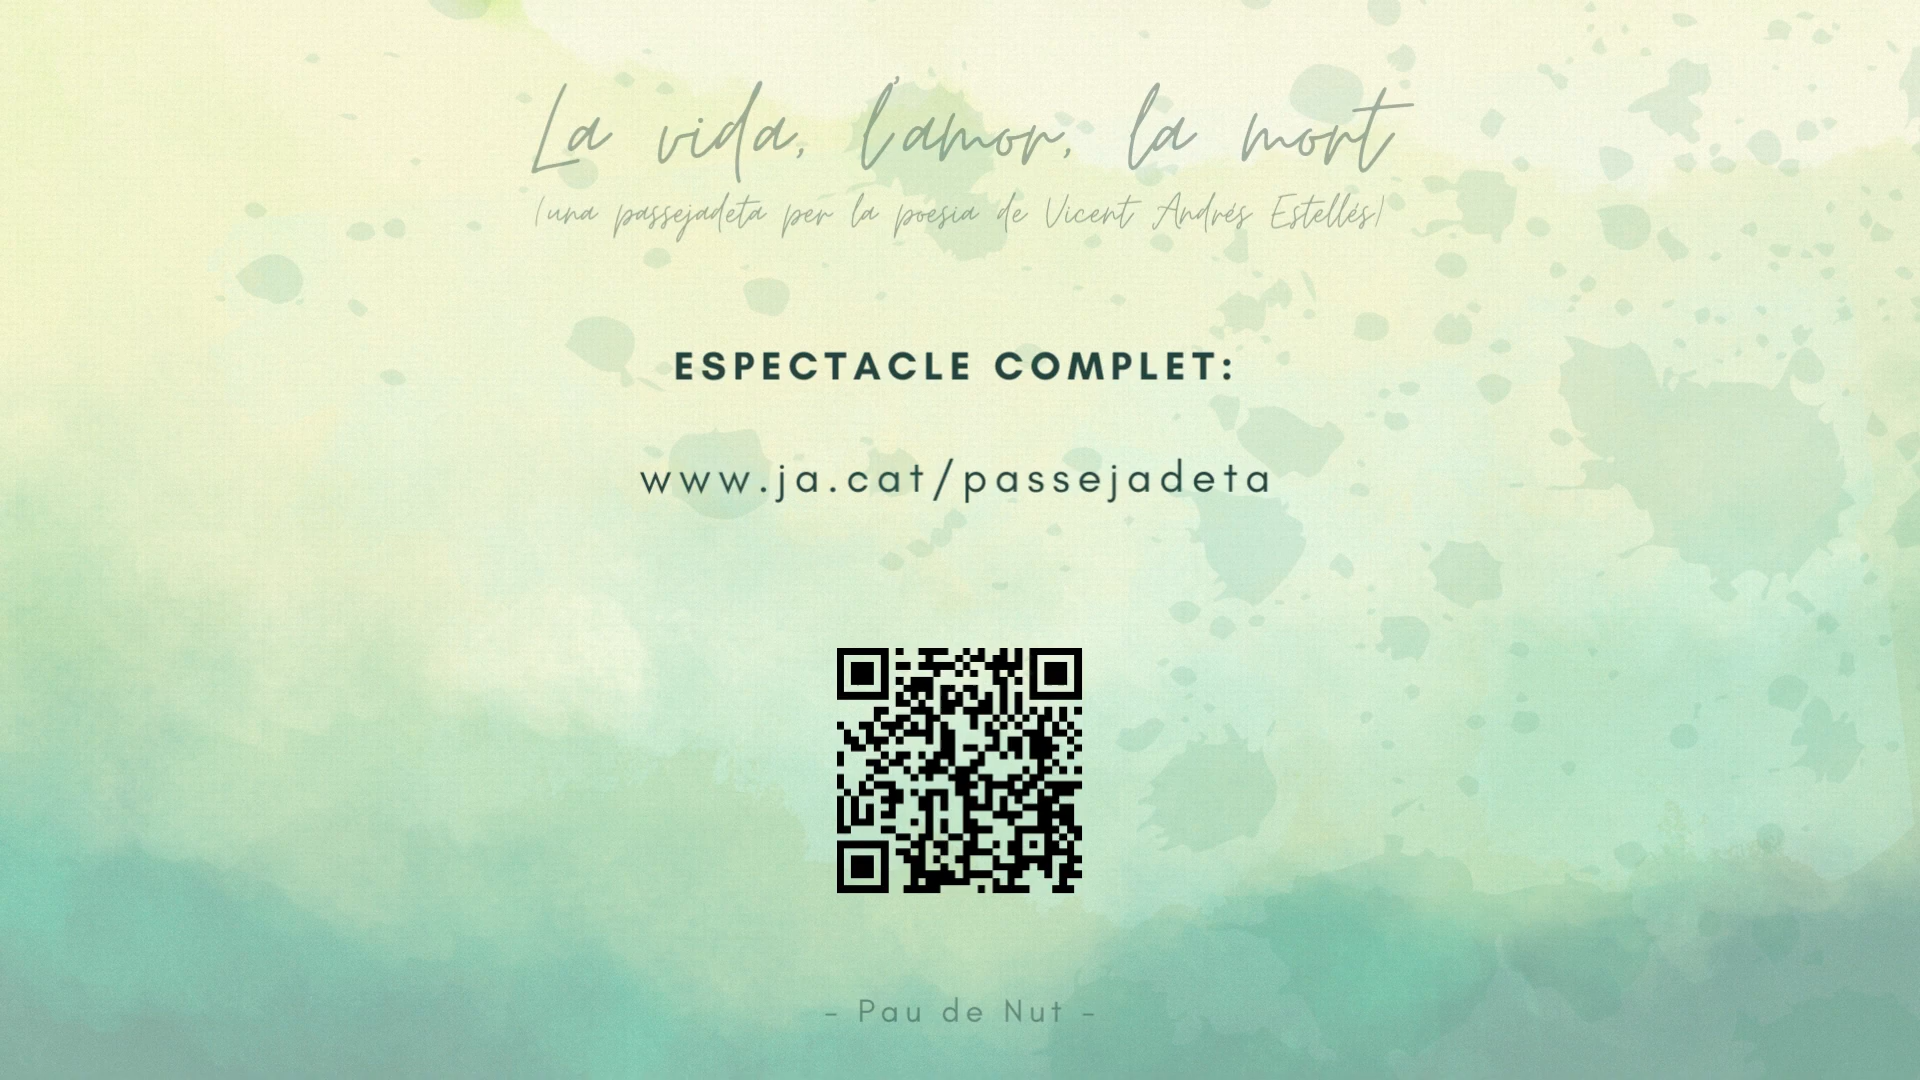 La vida, l'amor, la mort
(una passejadeta per la poesia de Vicent Andrés Estellés)
ESPECTACLE COMPLET:
www.ja.cat/passejadeta
- Pau de Nut -